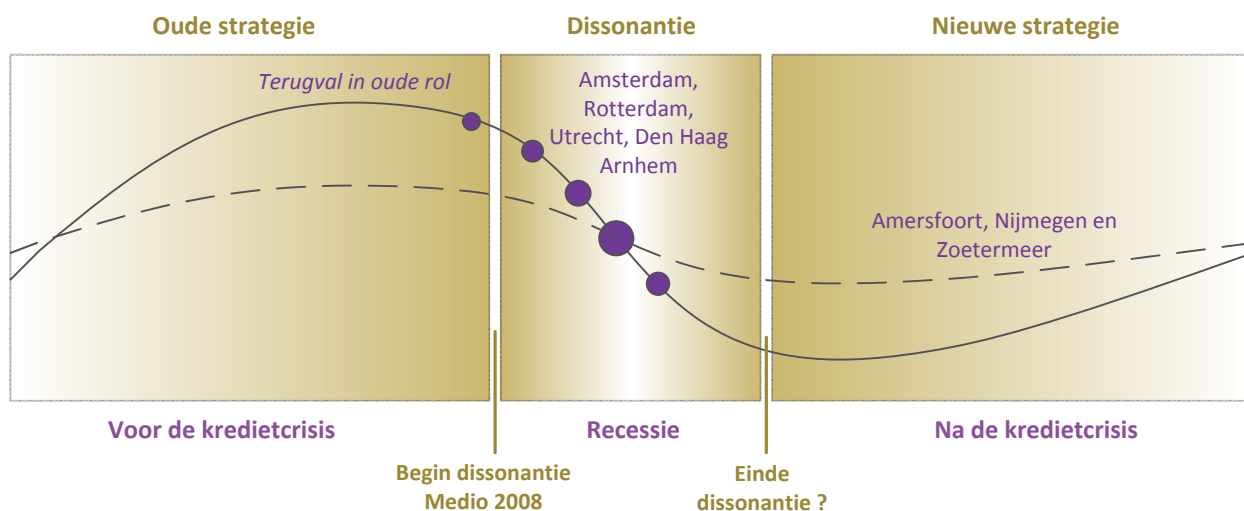 Oude strategie
Dissonantie
Nieuwe strategie
Terugval in oude rol
Amsterdam,
Rotterdam,
Utrecht, Den Haag
Arnhem
Amersfoort, Nijmegen en
Zoetermeer
Voor de kredietcrisis
Recessie
Na de kredietcrisis
Begin dissonantie
Medio 2008
Einde
dissonantie ?